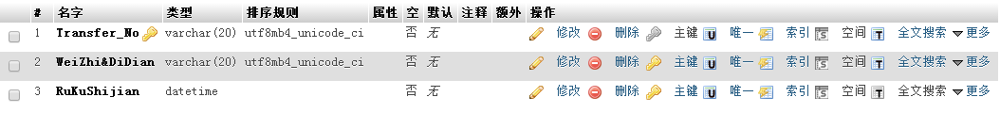 # 名字 类型 排序规则 属性 空 默认 注释 额外 操作
1 Transfer_No varchar(20) utf8mb4_unicode_ci 否 无 修改 删除 主键 U 唯一 索引 S 空间 T 全文搜索 更多
2 WeiZhi&DiDian varchar(20) utf8mb4_unicode_ci 否 无 修改 删除 主键 U 唯一 索引 S 空间 T 全文搜索 更多
3 RuKuShijian datetime 否 无 修改 删除 主键 U 唯一 索引 S 空间 T 全文搜索 更多